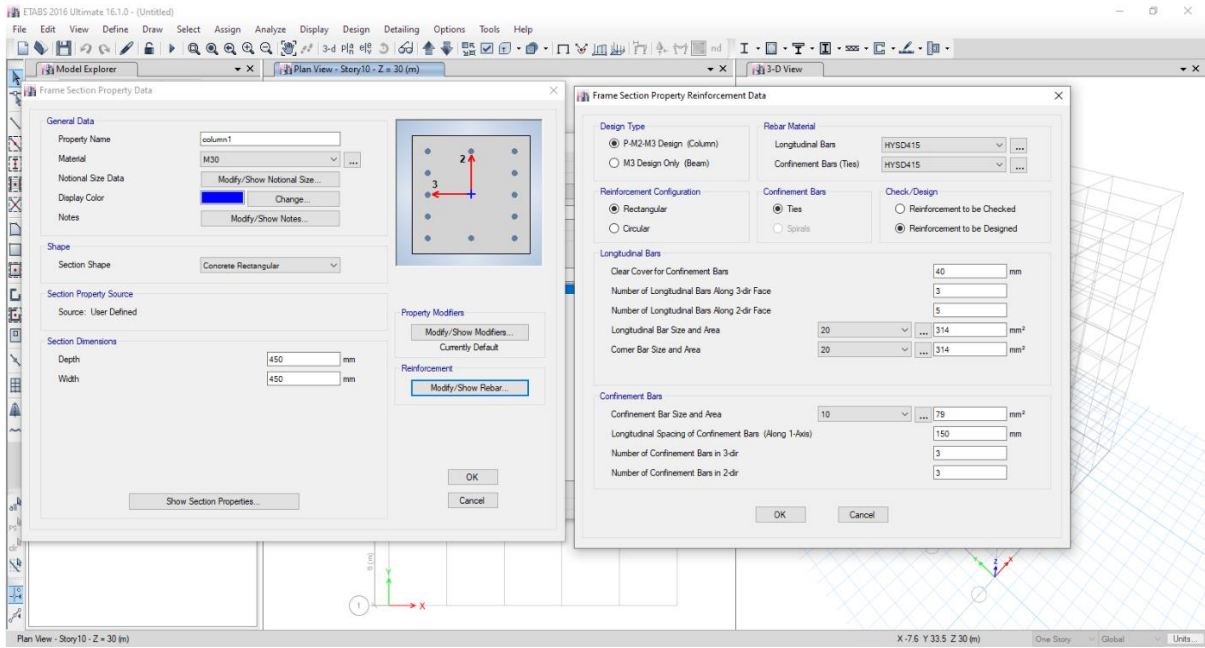 ETABS 2016 Ultimate 16.1.0 - (Untitled)
File Edit View Define Draw Select Assign Analyze Display Design Detailing Options Tools Help
3-d
nd
Model Explorer
Plan View - Story10 - Z = 30 (m)
3-D View
Frame Section Property Data
General Data
Property Name column1
Material M30 ...
Notional Size Data Modify/Show Notional Size...
Display Color Change...
Notes Modify/Show Notes...
2
3
Shape
Section Shape Concrete Rectangular
Section Property Source
Source: User Defined
Section Dimensions
Depth 450 mm
Width 450 mm
Property Modifiers
Modify/Show Modifiers...
Currently Default
Reinforcement
Modify/Show Rebar...
Show Section Properties...
OK
Cancel
Frame Section Property Reinforcement Data
Design Type
P-M2-M3 Design (Column)
M3 Design Only (Beam)
Rebar Material
Longitudinal Bars HYSD415 ...
Confinement Bars (Ties) HYSD415 ...
Reinforcement Configuration
Rectangular
Circular
Confinement Bars
Ties
Spirals
Check/Design
Reinforcement to be Checked
Reinforcement to be Designed
Longitudinal Bars
Clear Cover for Confinement Bars 40 mm
Number of Longitudinal Bars Along 3-dir Face 3
Number of Longitudinal Bars Along 2-dir Face 5
Longitudinal Bar Size and Area 20 ... 314 mm²
Corner Bar Size and Area 20 ... 314 mm²
Confinement Bars
Confinement Bar Size and Area 10 ... 79 mm²
Longitudinal Spacing of Confinement Bars (Along 1-Axis) 150 mm
Number of Confinement Bars in 3-dir 3
Number of Confinement Bars in 2-dir 3
OK Cancel
all
1
Y
X
Y Z X
Plan View - Story10 - Z = 30 (m)
X -7.6 Y 33.5 Z 30 (m)
One Story Global Units...